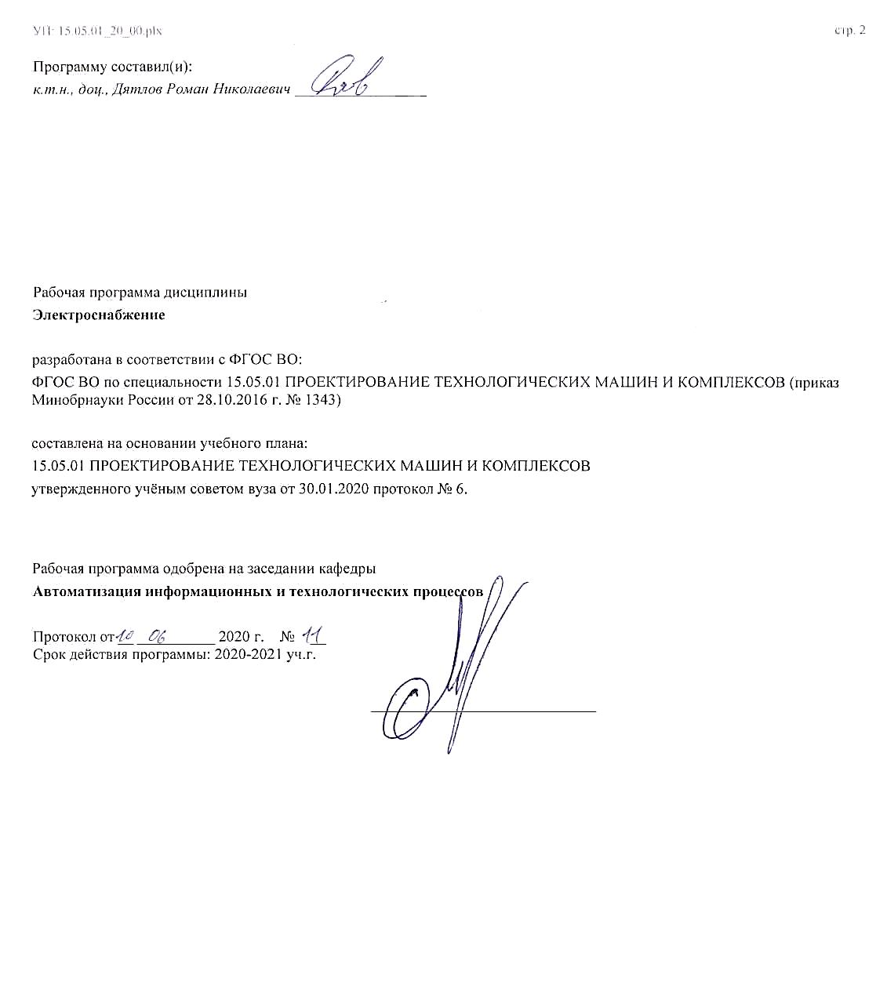 УП: 15.05.01_20_00.plx
стр. 2
Программу составил(и):
к.т.н., доц., Дятлов Роман Николаевич
Рабочая программа дисциплины
Электроснабжение
разработана в соответствии с ФГОС ВО:
ФГОС ВО по специальности 15.05.01 ПРОЕКТИРОВАНИЕ ТЕХНОЛОГИЧЕСКИХ МАШИН И КОМПЛЕКСОВ (приказ
Минобрнауки России от 28.10.2016 г. № 1343)
составлена на основании учебного плана:
15.05.01 ПРОЕКТИРОВАНИЕ ТЕХНОЛОГИЧЕСКИХ МАШИН И КОМПЛЕКСОВ
утвержденного учёным советом вуза от 30.01.2020 протокол № 6.
Рабочая программа одобрена на заседании кафедры
Автоматизация информационных и технологических процессов
Протокол от 10 06 2020 г. № 11
Срок действия программы: 2020-2021 уч.г.